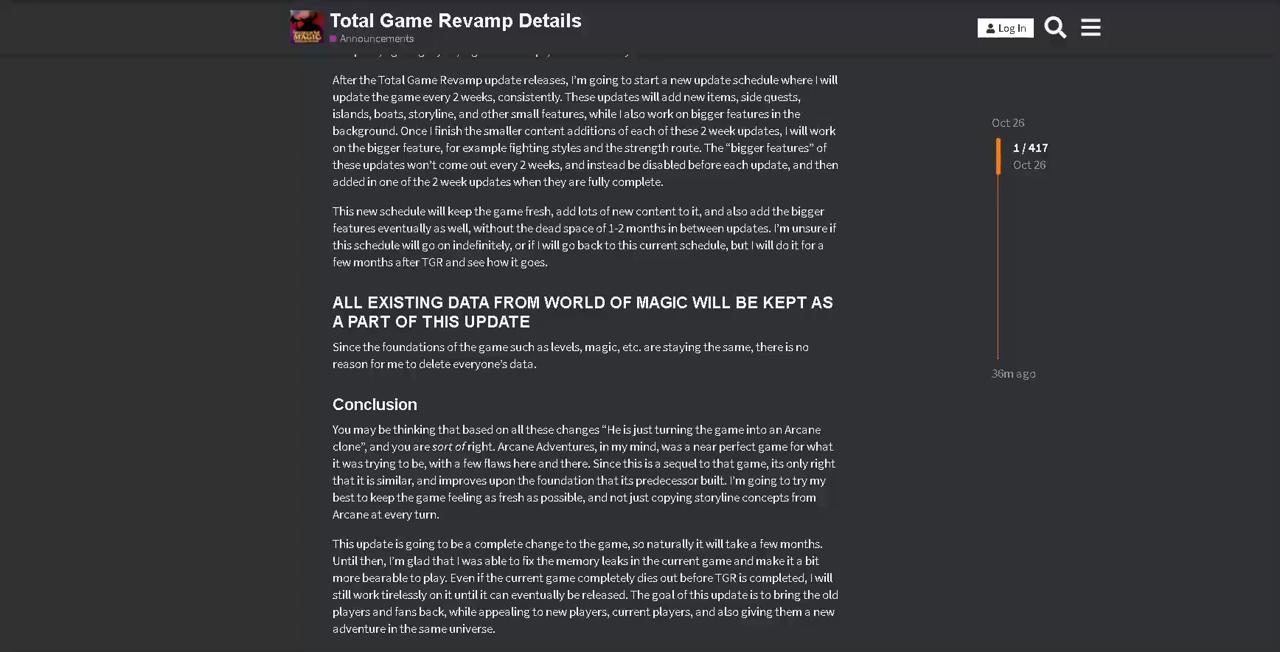 Total Game Revamp Details
Announcements
Log In
After the Total Game Revamp update releases, I'm going to start a new update schedule where I will
update the game every 2 weeks, consistently. These updates will add new items, side quests,
islands, boats, storyline, and other small features, while I also work on bigger features in the
background. Once I finish the smaller content additions of each of these 2 week updates, I will work
on the bigger feature, for example fighting styles and the strength route. The “bigger features” of
these updates won't come out every 2 weeks, and instead be disabled before each update, and then
added in one of the 2 week updates when they are fully complete.
This new schedule will keep the game fresh, add lots of new content to it, and also add the bigger
features eventually as well, without the dead space of 1-2 months in between updates. I'm unsure if
this schedule will go on indefinitely, or if I will go back to this current schedule, but I will do it for a
few months after TGR and see how it goes.
ALL EXISTING DATA FROM WORLD OF MAGIC WILL BE KEPT AS
A PART OF THIS UPDATE
Since the foundations of the game such as levels, magic, etc. are staying the same, there is no
reason for me to delete everyone's data.
Conclusion
You may be thinking that based on all these changes “He is just turning the game into an Arcane
clone”, and you are sort of right. Arcane Adventures, in my mind, was a near perfect game for what
it was trying to be, with a few flaws here and there. Since this is a sequel to that game, its only right
that it is similar, and improves upon the foundation that its predecessor built. I'm going to try my
best to keep the game feeling as fresh as possible, and not just copying storyline concepts from
Arcane at every turn.
This update is going to be a complete change to the game, so naturally it will take a few months.
Until then, I'm glad that I was able to fix the memory leaks in the current game and make it a bit
more bearable to play. Even if the current game completely dies out before TGR is completed, I will
still work tirelessly on it until it can eventually be released. The goal of this update is to bring the old
players and fans back, while appealing to new players, current players, and also giving them a new
adventure in the same universe.
Oct 26
1 / 417
Oct 26
36m ago